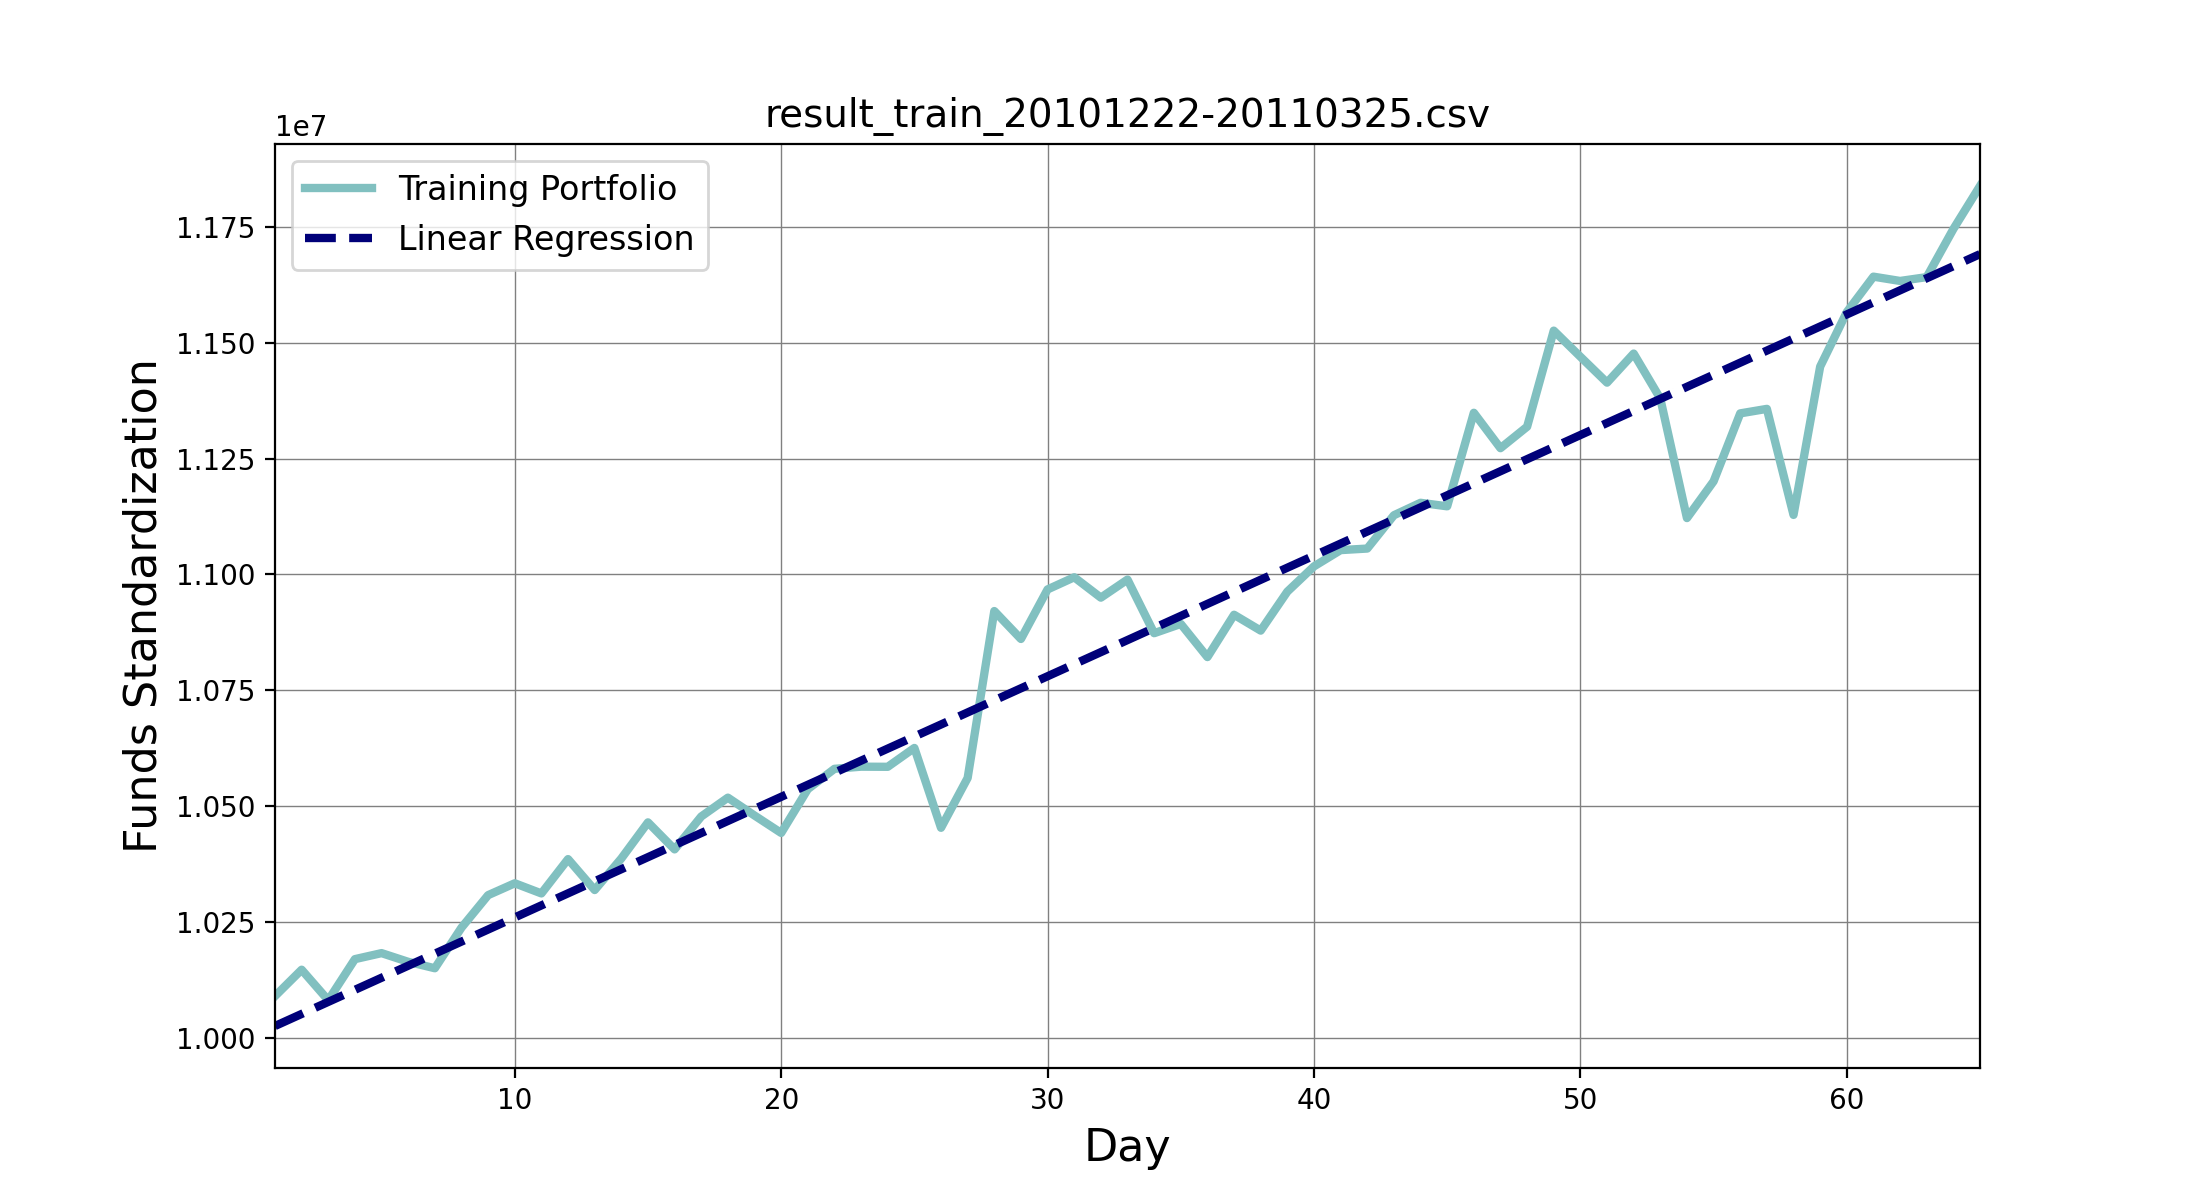 result_train_20101222-20110325.csv
1e7
Training Portfolio
Linear Regression
1.175
1.150
1.125
1.100
1.075
1.050
1.025
1.000
Funds Standardization
10 20 30 40 50 60
Day